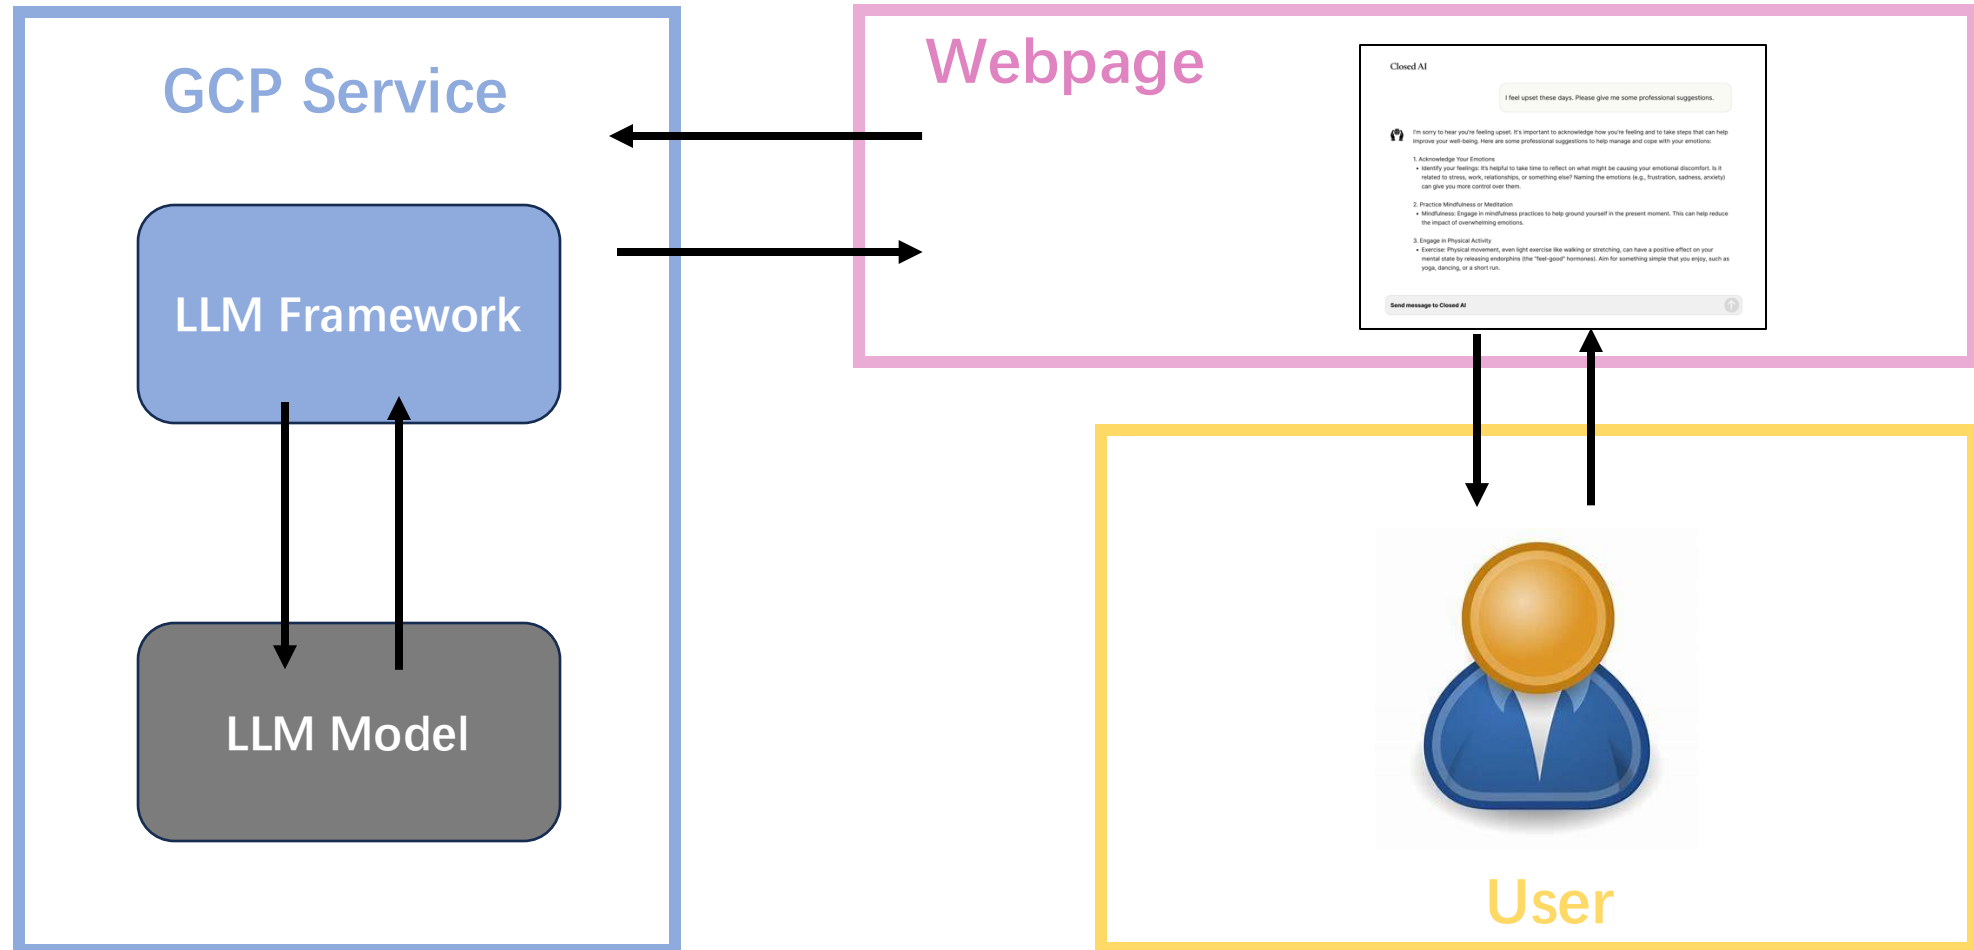 GCP Service
LLM Framework
LLM Model
Webpage
Closed AI
I feel upset these days. Please give me some professional suggestions.
I'm sorry to hear you're feeling upset. It's important to acknowledge how you're feeling and to take steps that can help
improve your well-being. Here are some professional suggestions to help manage and cope with your emotions:
1. Acknowledge Your Emotions
• Identify your feelings: It's helpful to take time to reflect on what might be causing your emotional discomfort. Is it
related to stress, work, relationships, or something else? Naming the emotions (e.g., frustration, sadness, anxiety)
can give you more control over them.
2. Practice Mindfulness or Meditation
• Mindfulness: Engage in mindfulness practices to help ground yourself in the present moment. This can help reduce
the impact of overwhelming emotions.
3. Engage in Physical Activity
• Exercise: Physical movement, even light exercise like walking or stretching, can have a positive effect on your
mental state by releasing endorphins (the "feel-good" hormones). Aim for something simple that you enjoy, such as
yoga, dancing, or a short run.
Send message to Closed AI
User